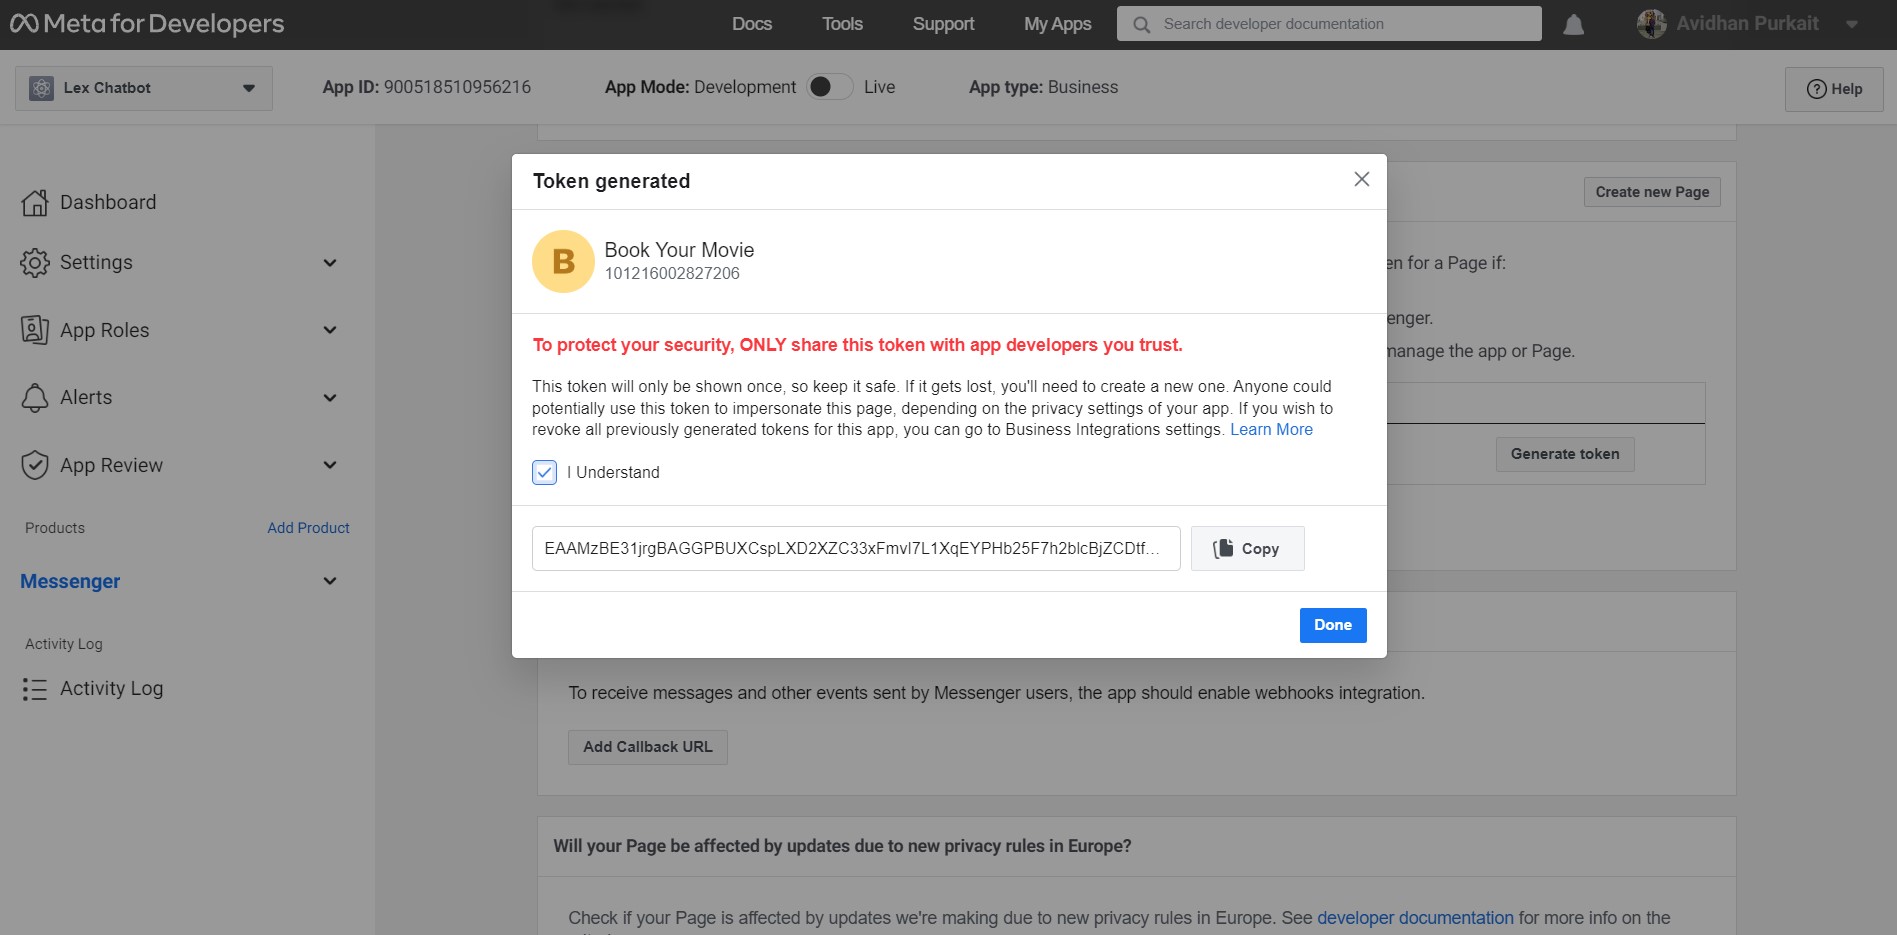 Meta for Developers
Docs
Tools
Support
My Apps
Search developer documentation
Avidhan Purkait
Lex Chatbot
App ID: 900518510956216
App Mode: Development
Live
App type: Business
Help
Dashboard
Settings
App Roles
Alerts
App Review
Products
Add Product
Messenger
Activity Log
Activity Log
Token generated
B
Book Your Movie
101216002827206
To protect your security, ONLY share this token with app developers you trust.
This token will only be shown once, so keep it safe. If it gets lost, you'll need to create a new one. Anyone could
potentially use this token to impersonate this page, depending on the privacy settings of your app. If you wish to
revoke all previously generated tokens for this app, you can go to Business Integrations settings. Learn More
I Understand
EAAMzBE31jrgBAGGPBUXCspLXD2XZC33xFmvI7L1XqEYPHb25F7h2blcBjZCDtf...
Copy
Done
Create new Page
en for a Page if:
enger.
manage the app or Page.
Generate token
To receive messages and other events sent by Messenger users, the app should enable webhooks integration.
Add Callback URL
Will your Page be affected by updates due to new privacy rules in Europe?
Check if your Page is affected by updates we're making due to new privacy rules in Europe. See developer documentation for more info on the